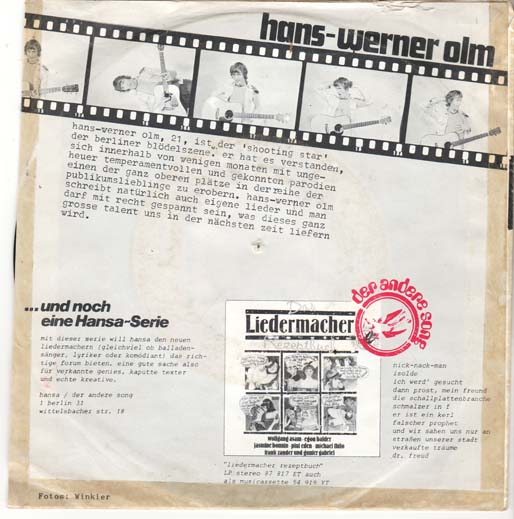 hans-werner olm
hans-werner olm, 21, ist der 'shooting star'
der berliner blödelszene. er hat es verstanden,
sich innerhalb von wenigen monaten mit unge-
heuer temperamentvollen und gekonnten parodien
einen der ganz oberen plätze in der reihe der
publikumslieblinge zu erobern. hans-werner olm
schreibt natürlich auch eigene lieder und man
darf mit recht gespannt sein, was dieses ganz
grosse talent uns in der nächsten zeit liefern
wird.
...und noch
eine Hansa-Serie
mit dieser serie will hansa den neuen
liedermachern (gleichviel ob balladen-
sänger, lyriker oder komödiant) das rich-
tige forum bieten. eine gute sache also
für verkannte genies, kaputte texter
und echte kreative.
hansa / der andere song
1 berlin 31
wittelsbacher str. 18
Das
Liedermacher
Rezeptbuch
wolfgang asam · egon balder
jasmine bonnin · pint eden · michael thilo
frank zander und gunter gabriel
"liedermacher rezeptbuch"
LP stereo 87 817 ET auch
als musicassette 54 919 YT
der andere song
nick-nack-man
isolde
ich werd' gesucht
dann prost, mein freund
die schallplattenbranche
schmalzer in f
er ist ein kerl
falscher prophet
und wir sahen uns nur an
straßen unserer stadt
verkaufte träume
dr. freud
Fotos: Winkler